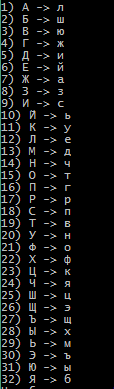 1) А -> л
2) Б -> ш
3) В -> ю
4) Г -> ж
5) Д -> и
6) Е -> й
7) Ж -> а
8) З -> з
9) И -> с
10) Й -> ь
11) К -> у
12) Л -> е
13) М -> д
14) Н -> ч
15) О -> т
16) П -> г
17) Р -> р
18) С -> п
19) Т -> в
20) У -> н
21) Ф -> о
22) Х -> ф
23) Ц -> к
24) Ч -> я
25) Ш -> ц
26) Щ -> э
27) Ъ -> щ
28) Ы -> х
29) Ь -> м
30) Э -> ъ
31) Ю -> ы
32) Я -> б